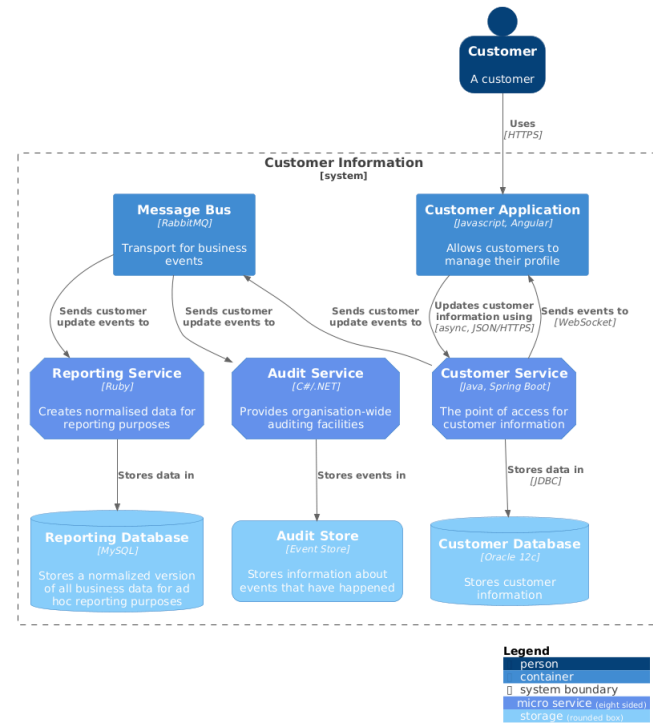 Customer
A customer
Uses
[HTTPS]
Customer Information
[system]
Message Bus
[RabbitMQ]
Transport for business
events
Customer Application
[Javascript, Angular]
Allows customers to
manage their profile
Sends customer
update events to
Sends customer
update events to
Sends customer
update events to
Updates customer
information using
[async, JSON/HTTPS]
Sends events to
[WebSocket]
Reporting Service
[Ruby]
Creates normalised data for
reporting purposes
Audit Service
[C#/.NET]
Provides organisation-wide
auditing facilities
Customer Service
[Java, Spring Boot]
The point of access for
customer information
Stores data in
Stores events in
Stores data in
[JDBC]
Reporting Database
[MySQL]
Stores a normalized version
of all business data for ad
hoc reporting purposes
Audit Store
[Event Store]
Stores information about
events that have happened
Customer Database
[Oracle 12c]
Stores customer
information
Legend
person
container
system boundary
micro service (eight sided)
storage (rounded box)